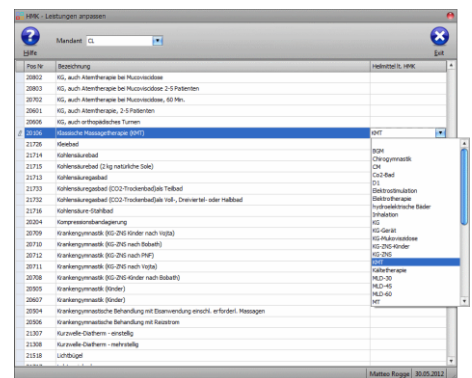 HMK - Leistungen anpassen
Mandant CL
Hilfe
Exit
Pos Nr Bezeichnung Heilmittel lt. HMK
20802 KG, auch Atemtherapie bei Mucoviscidose
20803 KG, auch Atemtherapie bei Mucoviscidose 2-5 Patienten
20702 KG, auch Atemtherapie bei Mucoviscidose, 60 Min.
20601 KG, auch Atemtherapie, 2-5 Patienten
20606 KG, auch orthopädisches Turnen
20106 Klassische Massagetherapie (KMT) KMT
21726 Kleiebad
21714 Kohlensäurebad
21715 Kohlensäurebad (2 kg natürliche Sole)
21713 Kohlensäuregasbad
21733 Kohlensäuregasbad (CO2-Trockenbad)als Teilbad
21732 Kohlensäuregasbad (CO2-Trockenbad)als Voll-, Dreiviertel- oder Halbbad
21716 Kohlensäure-Stahlbad
20204 Kompressionsbandagierung
20709 Krankengymnastik (KG-ZNS Kinder nach Vojta)
20710 Krankengymnastik (KG-ZNS nach Bobath)
20712 Krankengymnastik (KG-ZNS nach PNF)
20711 Krankengymnastik (KG-ZNS nach Vojta)
20708 Krankengymnastik (KG-ZNS-Kinder nach Bobath)
20505 Krankengymnastik (Kinder)
20607 Krankengymnastik (Kinder)
20504 Krankengymnastische Behandlung mit Eisanwendung einschl. erforderl. Massagen
20506 Krankengymnastische Behandlung mit Reizstrom
21307 Kurzwelle-Diatherm - einstellig
21308 Kurzwelle-Diatherm - mehrstellig
21518 Lichtbügel
BGM
Chirogymnastik
CM
Co2-Bad
D1
Elektrostimulation
Elektrotherapie
hydroelektrische Bäder
Inhalation
KG
KG-Gerät
KG-Mukoviszidose
KG-ZNS-Kinder
KG-ZNS
KMT
Kältetherapie
MLD-30
MLD-45
MLD-60
MT
Matteo Rogge 30.05.2012